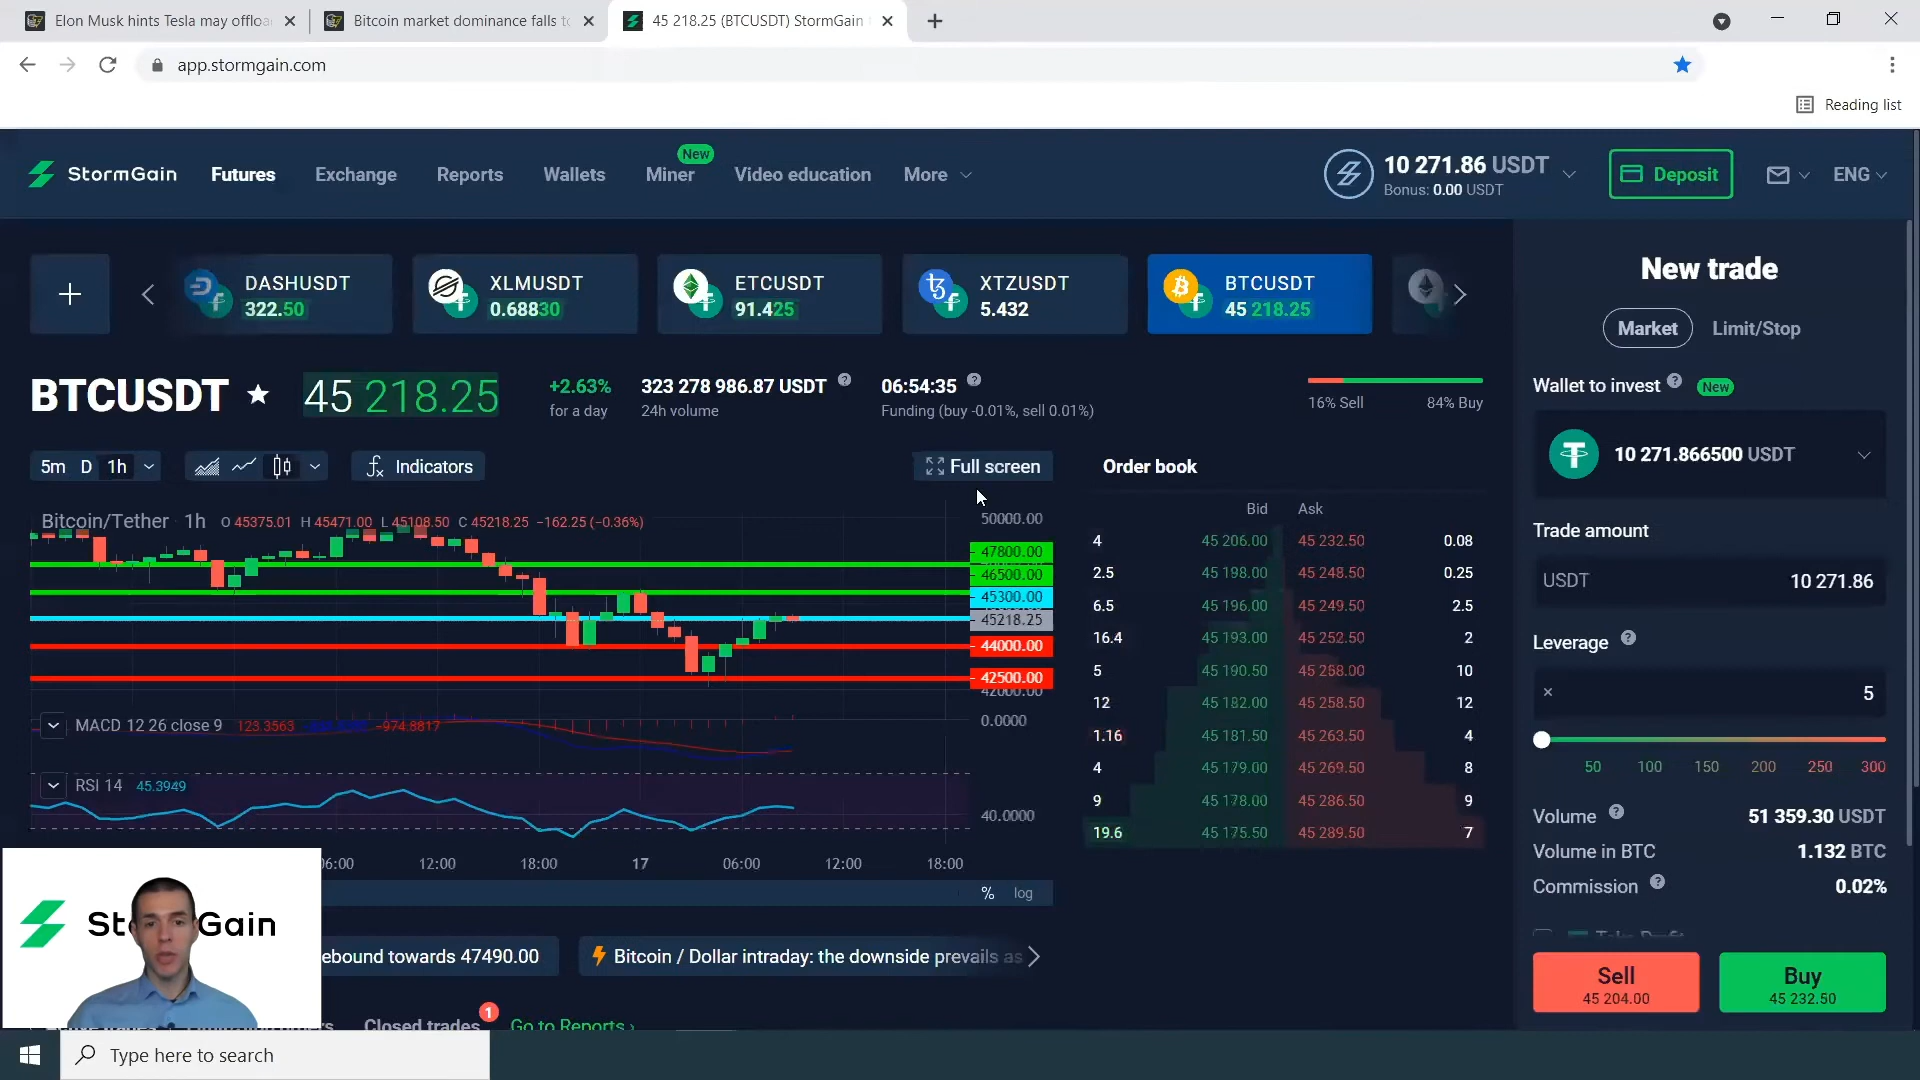 Elon Musk hints Tesla may offloa
Bitcoin market dominance falls to
45 218.25 (BTCUSDT) StormGain
app.stormgain.com
Reading list
StormGain
Futures
Exchange
Reports
Wallets
Miner
New
Video education
More
10 271.86 USDT
Bonus: 0.00 USDT
Deposit
ENG
DASHUSDT
322.50
XLMUSDT
0.68830
ETCUSDT
91.425
XTZUSDT
5.432
BTCUSDT
45 218.25
BTCUSDT
45 218.25
+2.63%
for a day
323 278 986.87 USDT
24h volume
06:54:35
Funding (buy -0.01%, sell 0.01%)
16% Sell
84% Buy
5m D 1h
Indicators
Full screen
Bitcoin/Tether 1h O 45375.01 H 45471.00 L 45108.50 C 45218.25 −162.25 (−0.36%)
50000.00
47800.00
46500.00
45300.00
45218.25
44000.00
42500.00
42000.00
MACD 12 26 close 9 123.3563 −974.8817
0.0000
RSI 14 45.3949
40.0000
06:00 12:00 18:00 17 06:00 12:00 18:00
% log
Order book
Bid Ask
4 45 206.00 45 232.50 0.08
2.5 45 198.00 45 248.50 0.25
6.5 45 196.00 45 249.50 2.5
16.4 45 193.00 45 252.50 2
5 45 190.50 45 258.00 10
12 45 182.00 45 258.50 12
1.16 45 181.50 45 263.50 4
4 45 179.00 45 269.50 8
9 45 178.00 45 286.50 9
19.6 45 175.50 45 289.50 7
New trade
Market
Limit/Stop
Wallet to invest New
10 271.866500 USDT
Trade amount
USDT 10 271.86
Leverage
× 5
50 100 150 200 250 300
Volume 51 359.30 USDT
Volume in BTC 1.132 BTC
Commission 0.02%
Take Profit
Sell
45 204.00
Buy
45 232.50
ebound towards 47490.00
Bitcoin / Dollar intraday: the downside prevails as
Closed trades 1
Go to Reports ›
St Gain
Type here to search